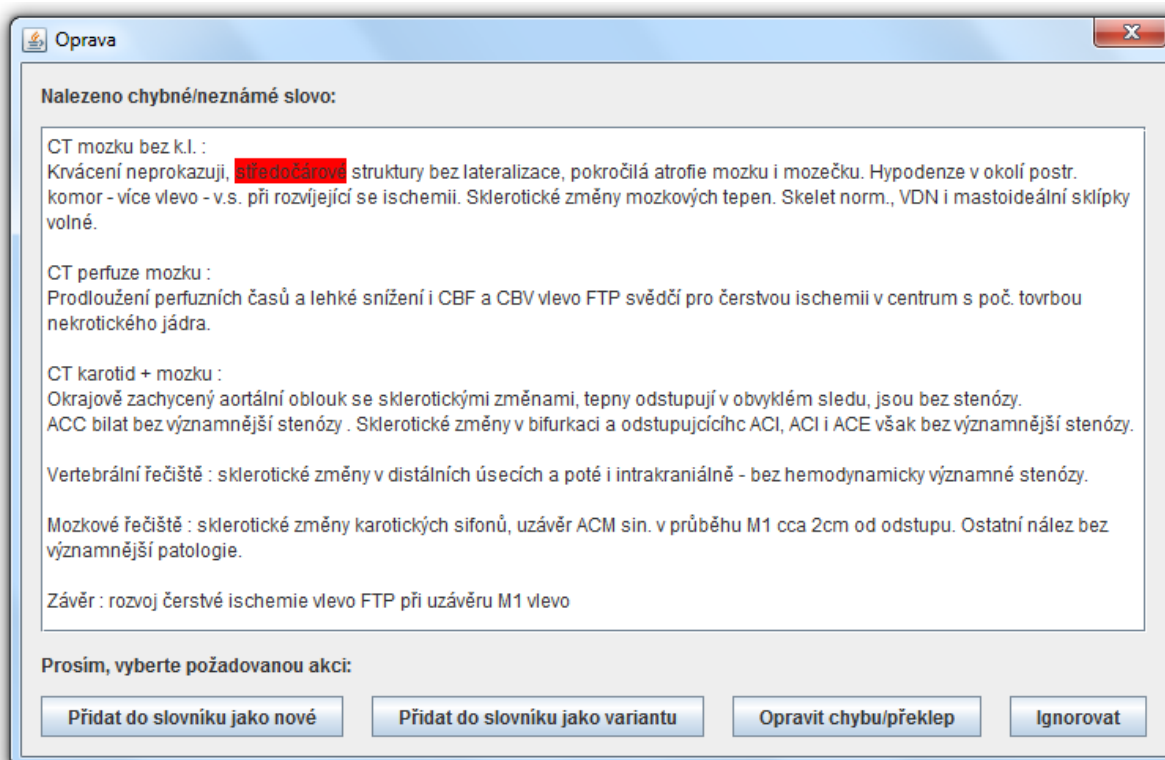 Oprava
Nalezeno chybné/neznámé slovo:
CT mozku bez k.l. :
Krvácení neprokazuji, středočárové struktury bez lateralizace, pokročilá atrofie mozku i mozečku. Hypodenze v okolí postr.
komor - více vlevo - v.s. při rozvíjející se ischemii. Sklerotické změny mozkových tepen. Skelet norm., VDN i mastoideální sklípky
volné.
CT perfuze mozku :
Prodloužení perfuzních časů a lehké snížení i CBF a CBV vlevo FTP svědčí pro čerstvou ischemii v centrum s poč. tovrbou
nekrotického jádra.
CT karotid + mozku :
Okrajově zachycený aortální oblouk se sklerotickými změnami, tepny odstupují v obvyklém sledu, jsou bez stenózy.
ACC bilat bez významnější stenózy . Sklerotické změny v bifurkaci a odstupujcícíhc ACI, ACI i ACE však bez významnější stenózy.
Vertebrální řečiště : sklerotické změny v distálních úsecích a poté i intrakraniálně - bez hemodynamicky významné stenózy.
Mozkové řečiště : sklerotické změny karotických sifonů, uzávěr ACM sin. v průběhu M1 cca 2cm od odstupu. Ostatní nález bez
významnější patologie.
Závěr : rozvoj čerstvé ischemie vlevo FTP při uzávěru M1 vlevo
Prosím, vyberte požadovanou akci:
Přidat do slovníku jako nové Přidat do slovníku jako variantu Opravit chybu/překlep Ignorovat